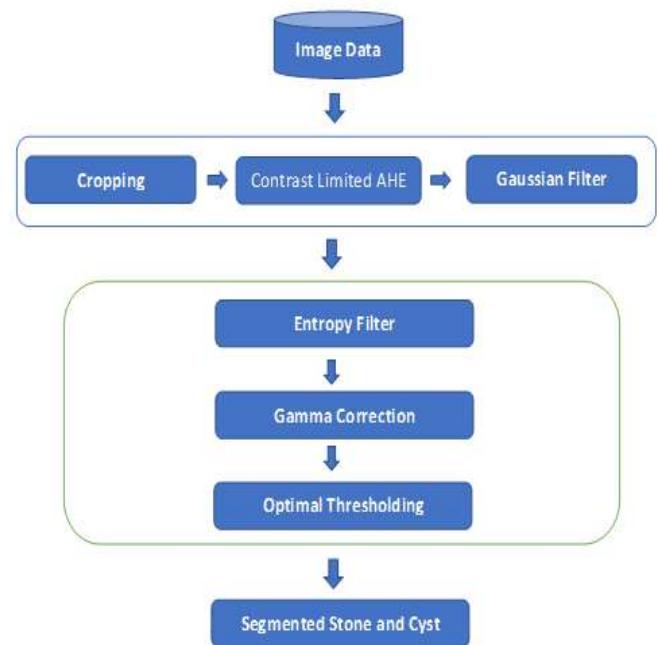 Image Data
Cropping
Contrast Limited AHE
Gaussian Filter
Entropy Filter
Gamma Correction
Optimal Thresholding
Segmented Stone and Cyst